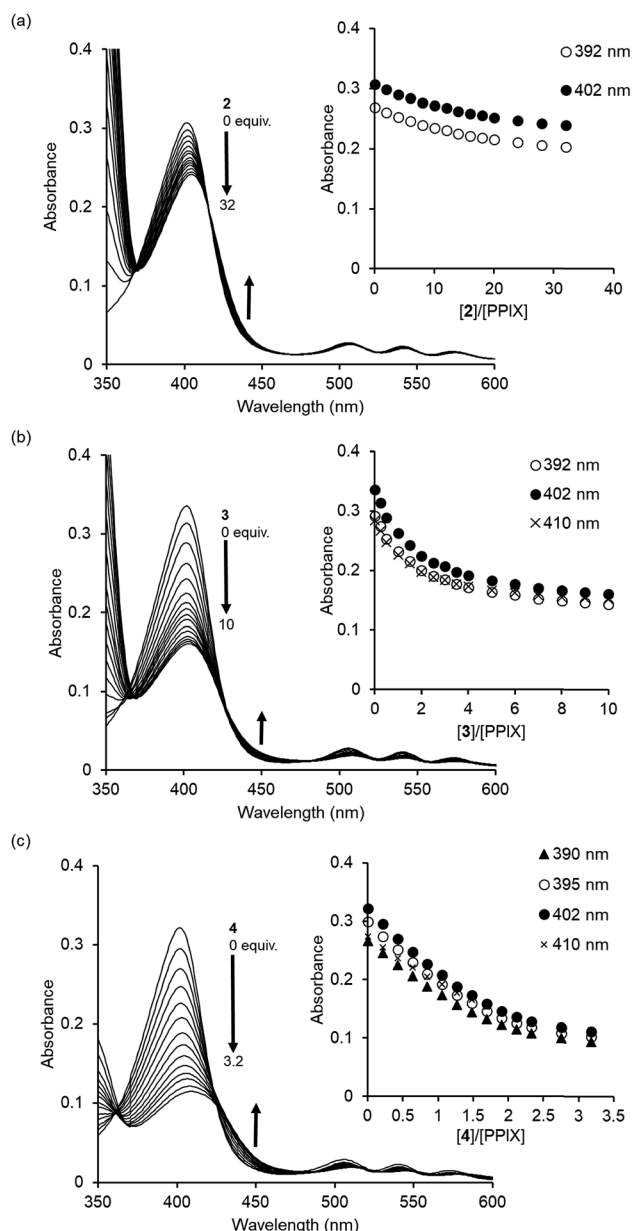 (a)
0.4
0.3
0.2
0.1
0
Absorbance
2
0 equiv.
32
350 400 450 500 550 600
Wavelength (nm)
0.4
0.3
0.2
0.1
0
Absorbance
392 nm
402 nm
0 10 20 30 40
[2]/[PPIX]
(b)
0.4
0.3
0.2
0.1
0
Absorbance
3
0 equiv.
10
350 400 450 500 550 600
Wavelength (nm)
0.4
0.3
0.2
0.1
0
Absorbance
392 nm
402 nm
410 nm
0 2 4 6 8 10
[3]/[PPIX]
(c)
0.4
0.3
0.2
0.1
0
Absorbance
4
0 equiv.
3.2
350 400 450 500 550 600
Wavelength (nm)
0.4
0.3
0.2
0.1
0
Absorbance
390 nm
395 nm
402 nm
410 nm
0 0.5 1 1.5 2 2.5 3 3.5
[4]/[PPIX]